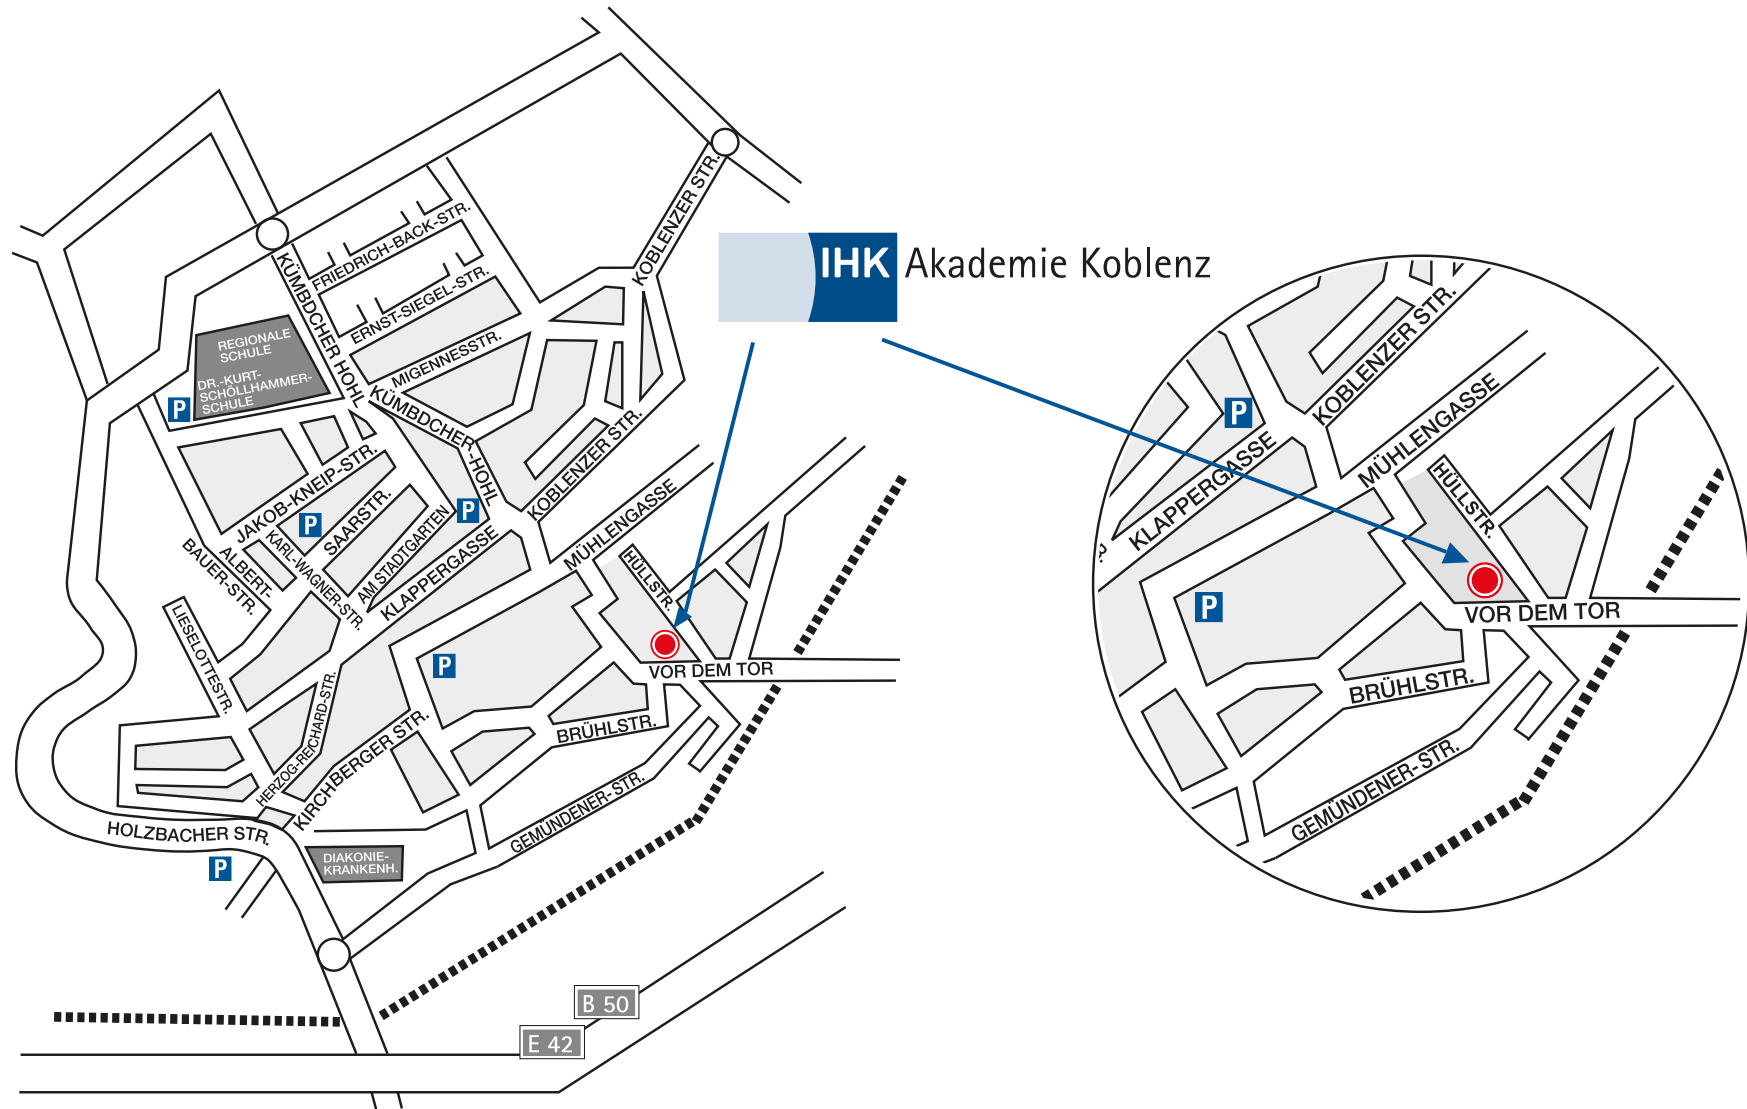 KOBLENZER STR.
FRIEDRICH-BACK-STR.
ERNST-SIEGEL-STR.
KÜMBDCHER HOHL
MIGENNESSTR.
REGIONALE
SCHULE
DR.-KURT-
SCHÖLLHAMMER-
SCHULE
P
KÜMBDCHER-HOHL
KOBLENZER STR.
JAKOB-KNEIP-STR.
P
SAARSTR.
P
AM STADTGARTEN
KARL-WAGNER-STR.
ALBERT-
BAUER-STR.
KLAPPERGASSE
MÜHLENGASSE
HÜLLSTR.
LIESELOTTESTR.
P
VOR DEM TOR
HERZOG-REICHARD-STR.
KIRCHBERGER STR.
BRÜHLSTR.
GEMÜNDENER-STR.
HOLZBACHER STR.
P
DIAKONIE-
KRANKENH.
B 50
E 42
IHK Akademie Koblenz
KOBLENZER STR.
P
KLAPPERGASSE
MÜHLENGASSE
HÜLLSTR.
P
VOR DEM TOR
BRÜHLSTR.
GEMÜNDENER-STR.